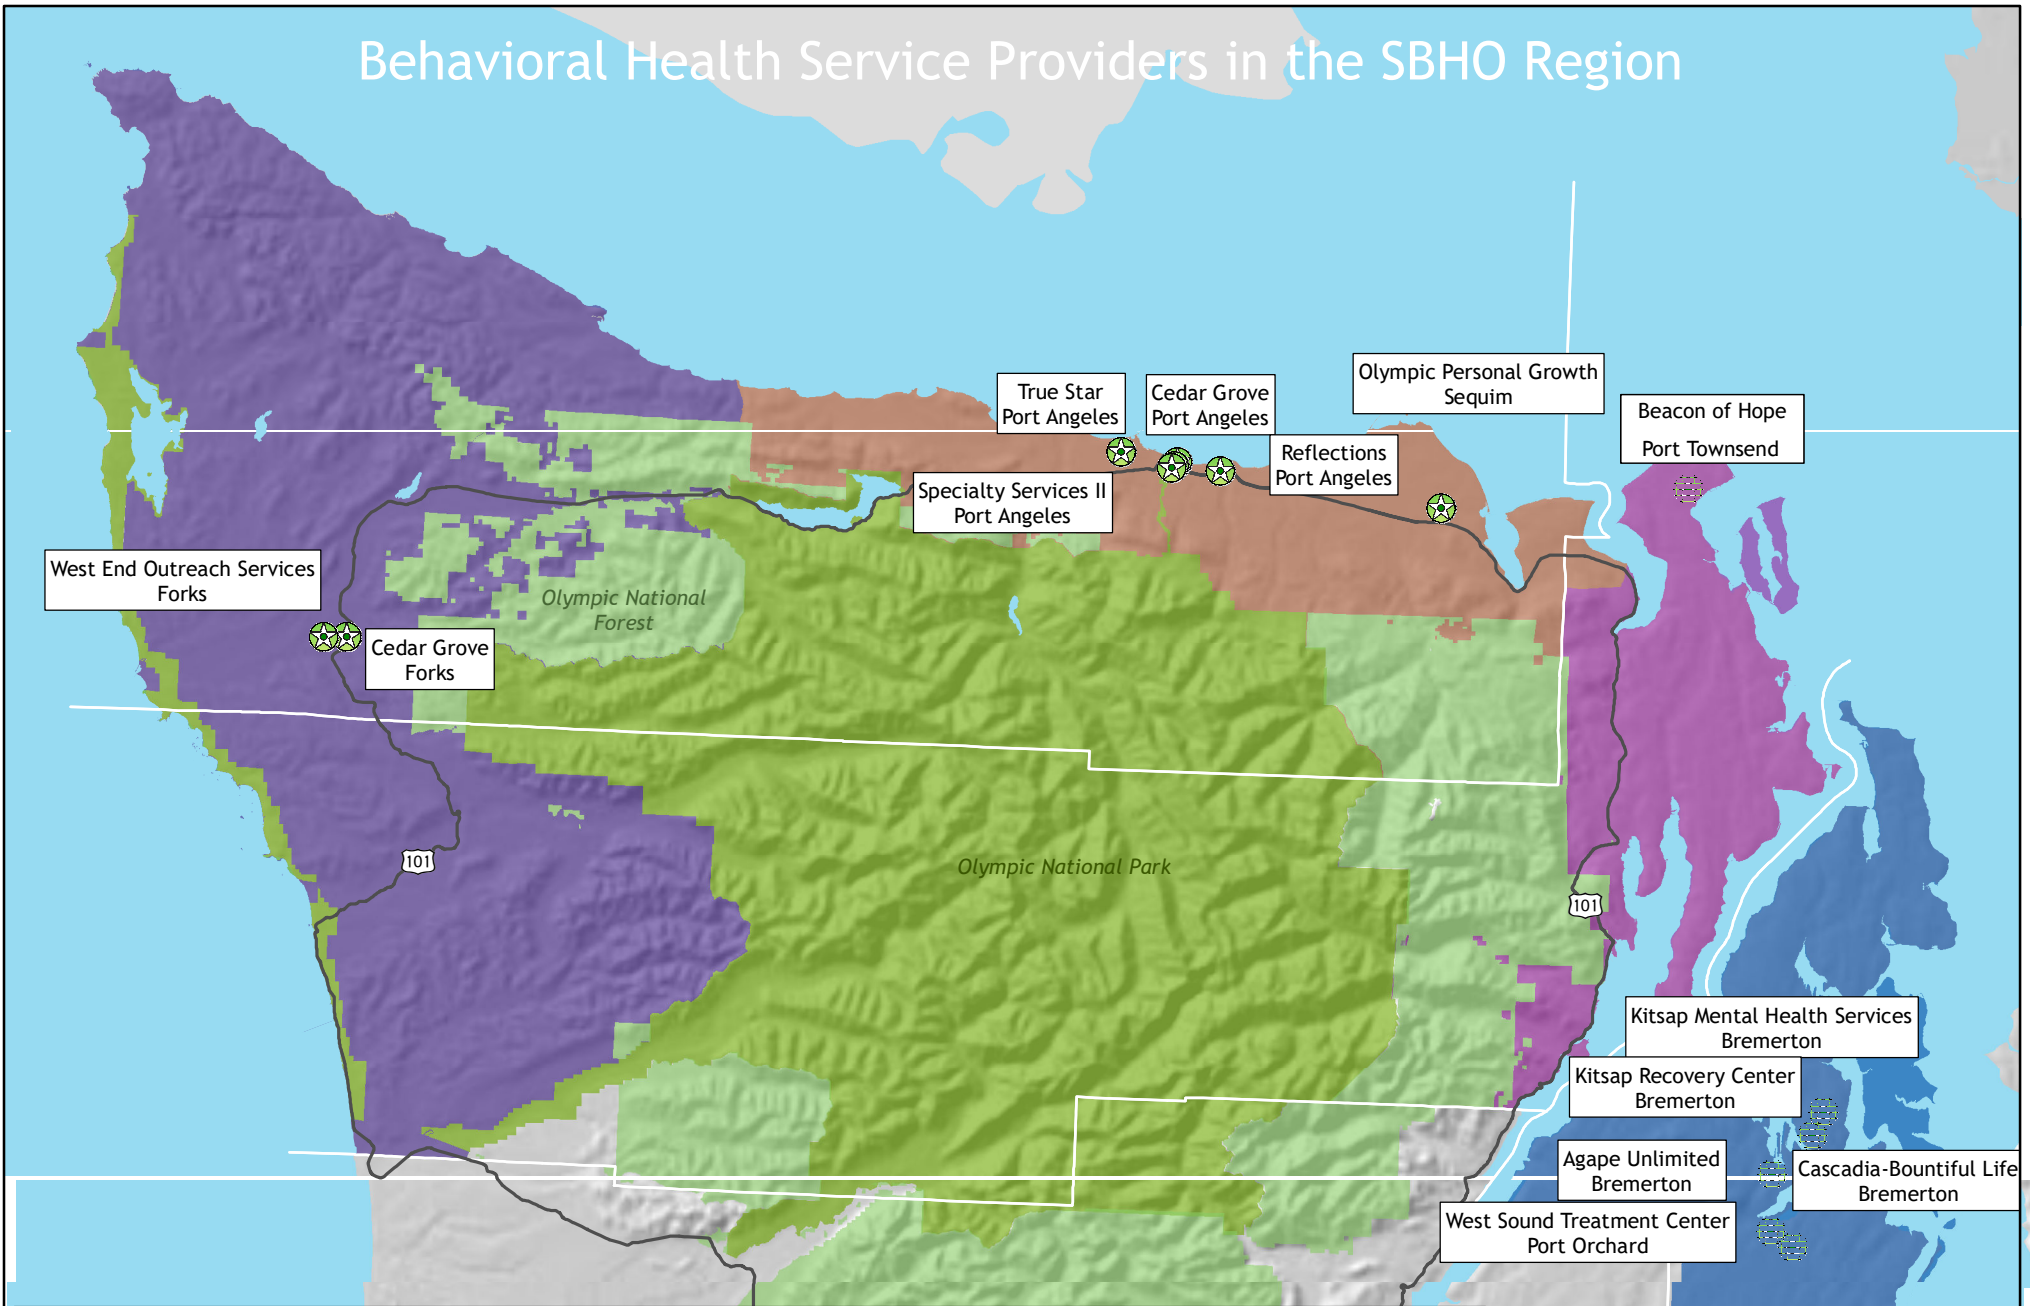 Behavioral Health Service Providers in the SBHO Region
True Star
Port Angeles
Cedar Grove
Port Angeles
Olympic Personal Growth
Sequim
Beacon of Hope
Port Townsend
Reflections
Port Angeles
Specialty Services II
Port Angeles
West End Outreach Services
Forks
Olympic National
Forest
Cedar Grove
Forks
101
Olympic National Park
101
Kitsap Mental Health Services
Bremerton
Kitsap Recovery Center
Bremerton
Agape Unlimited
Bremerton
Cascadia-Bountiful Life
Bremerton
West Sound Treatment Center
Port Orchard